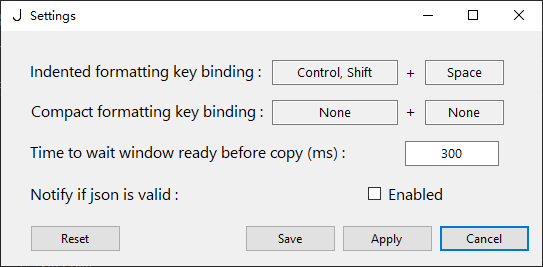 Settings
Indented formatting key binding : Control, Shift + Space
Compact formatting key binding : None + None
Time to wait window ready before copy (ms) : 300
Notify if json is valid : Enabled
Reset Save Apply Cancel